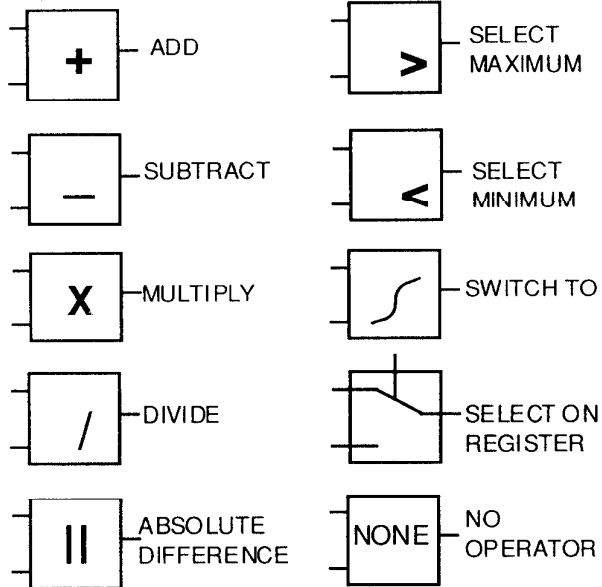 + ADD
– SUBTRACT
X MULTIPLY
/ DIVIDE
|| ABSOLUTE
DIFFERENCE
> SELECT
MAXIMUM
< SELECT
MINIMUM
SWITCH TO
SELECT ON
REGISTER
NONE NO
OPERATOR